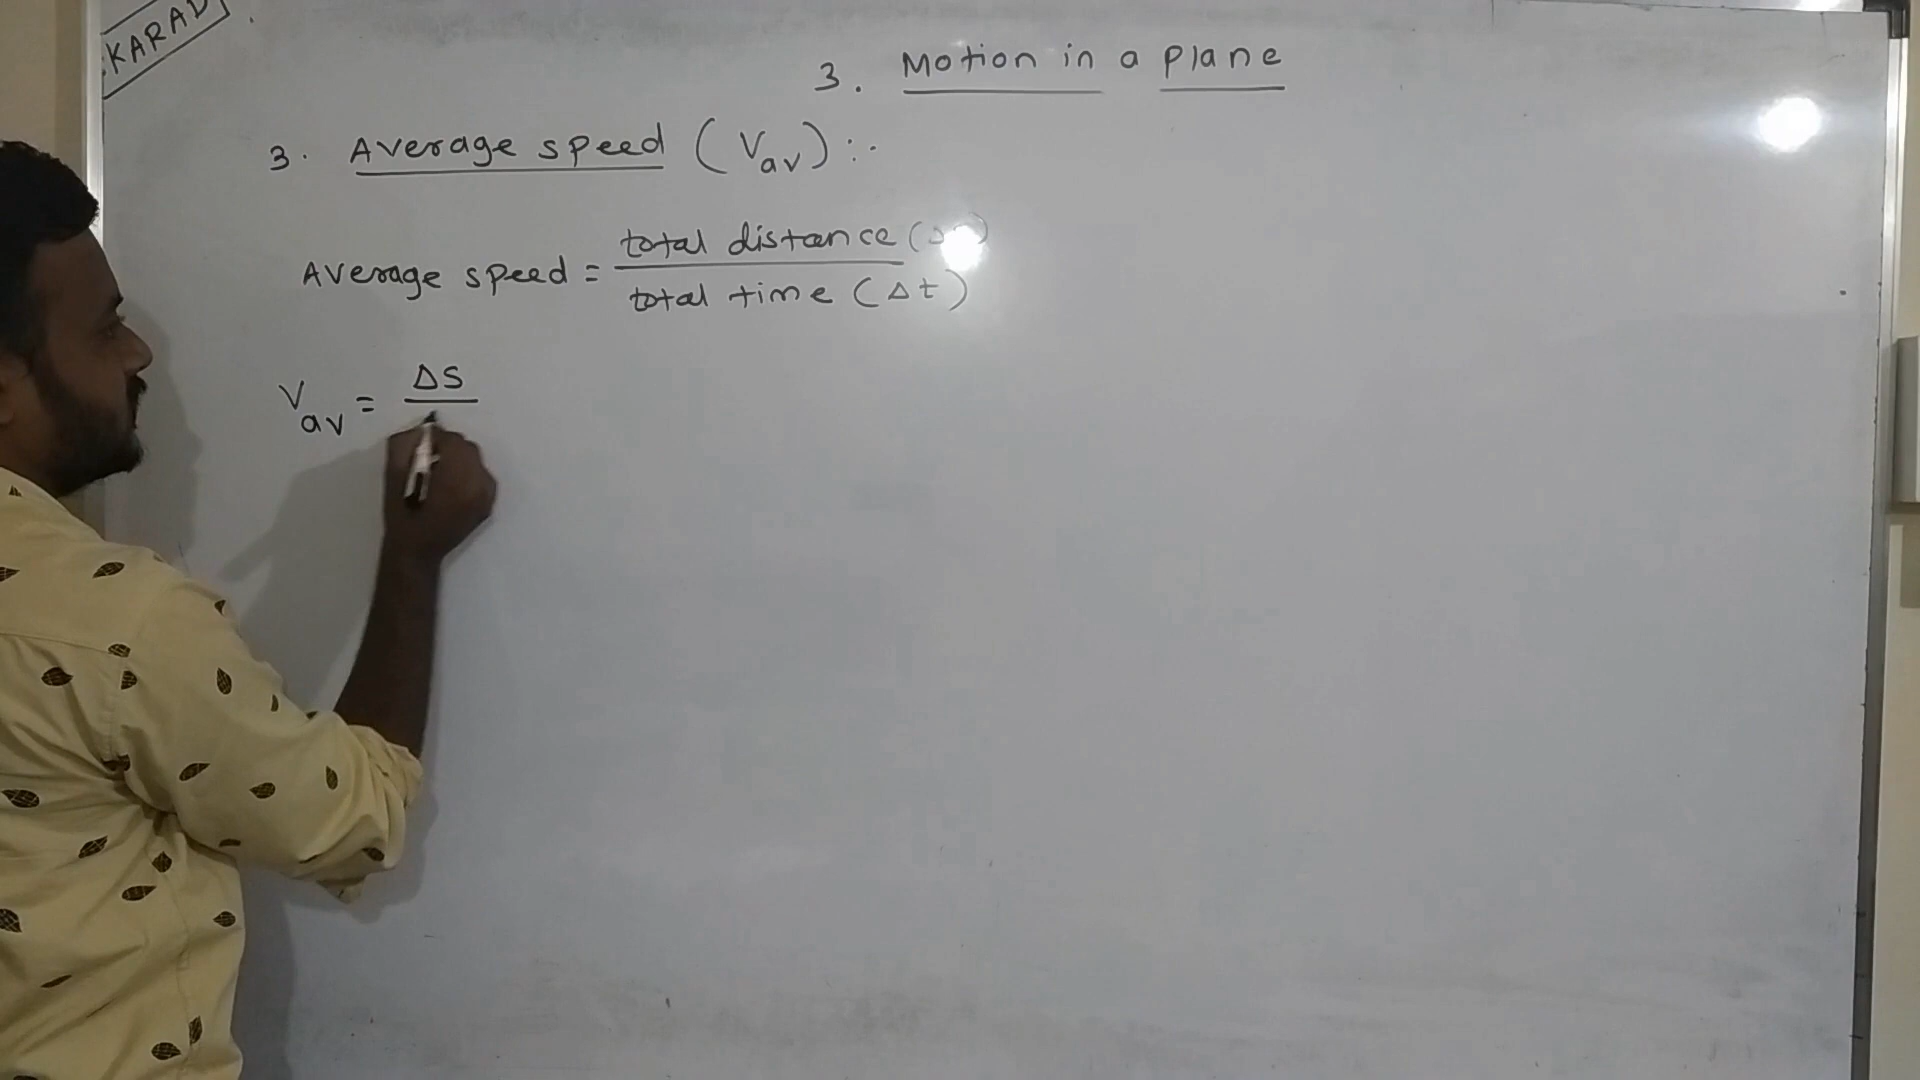 KARAD
3. Motion in a plane
3. Average speed (Vav) :-
Average speed = total distance (Δ
total time (Δt)
Vav = ΔS